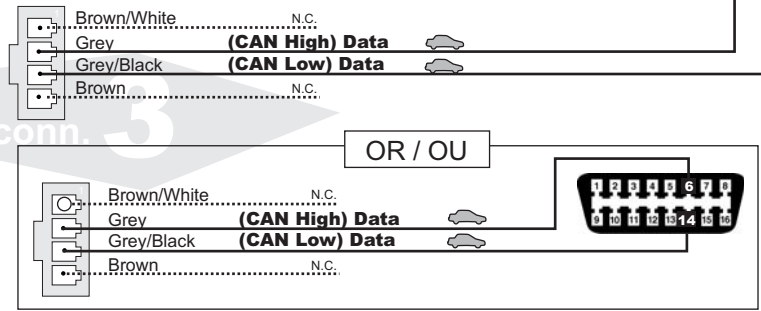 Brown/White N.C.
Grey (CAN High) Data
Grey/Black (CAN Low) Data
Brown N.C.
conn. 3
OR / OU
Brown/White N.C.
Grey (CAN High) Data
Grey/Black (CAN Low) Data
Brown N.C.
1 2 3 4 5 6 7 8
9 10 11 12 13 14 15 16